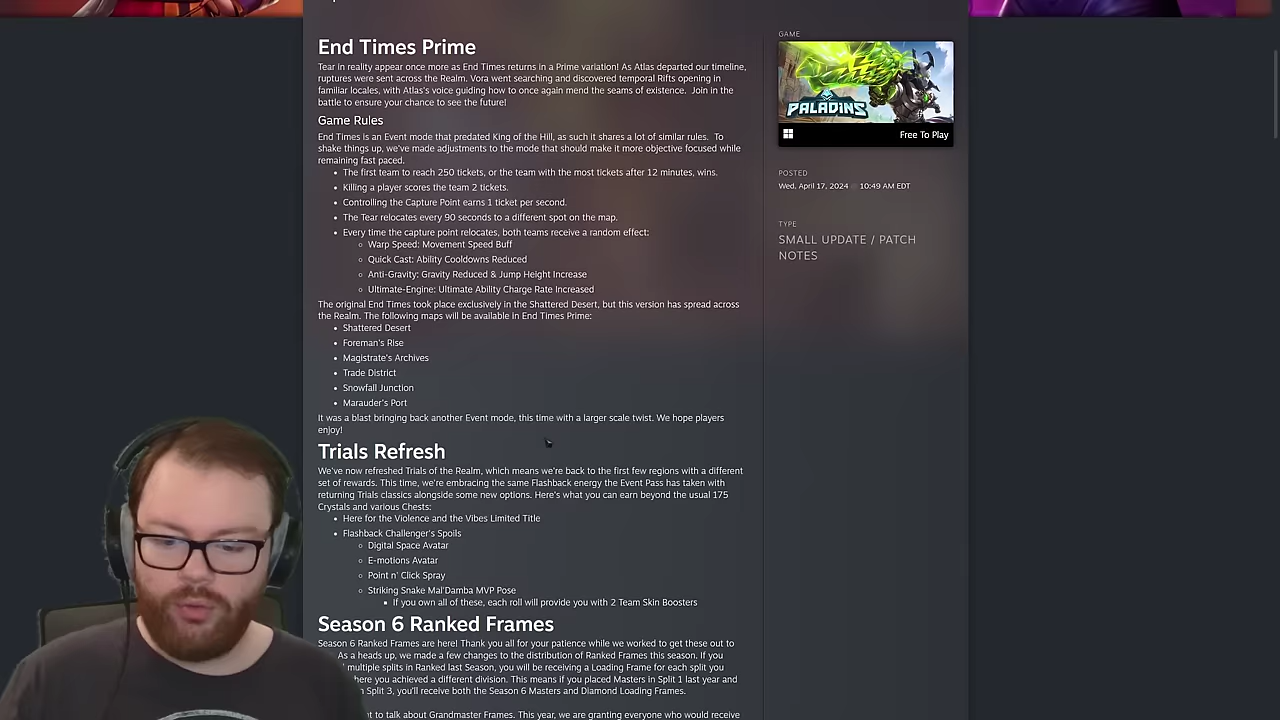 End Times Prime
Tear in reality appear once more as End Times returns in a Prime variation! As Atlas departed our timeline,
ruptures were sent across the Realm. Vora went searching and discovered temporal Rifts opening in
familiar locales, with Atlas's voice guiding how to once again mend the seams of existence. Join in the
battle to ensure your chance to see the future!
Game Rules
End Times is an Event mode that predated King of the Hill, as such it shares a lot of similar rules. To
shake things up, we've made adjustments to the mode that should make it more objective focused while
remaining fast paced.
• The first team to reach 250 tickets, or the team with the most tickets after 12 minutes, wins.
• Killing a player scores the team 2 tickets.
• Controlling the Capture Point earns 1 ticket per second.
• The Tear relocates every 90 seconds to a different spot on the map.
• Every time the capture point relocates, both teams receive a random effect:
◦ Warp Speed: Movement Speed Buff
◦ Quick Cast: Ability Cooldowns Reduced
◦ Anti-Gravity: Gravity Reduced & Jump Height Increase
◦ Ultimate-Engine: Ultimate Ability Charge Rate Increased
The original End Times took place exclusively in the Shattered Desert, but this version has spread across
the Realm. The following maps will be available in End Times Prime:
• Shattered Desert
• Foreman's Rise
• Magistrate's Archives
• Trade District
• Snowfall Junction
• Marauder's Port
It was a blast bringing back another Event mode, this time with a larger scale twist. We hope players
enjoy!
Trials Refresh
We've now refreshed Trials of the Realm, which means we're back to the first few regions with a different
set of rewards. This time, we're embracing the same Flashback energy the Event Pass has taken with
returning Trials classics alongside some new options. Here's what you can earn beyond the usual 175
Crystals and various Chests:
• Here for the Violence and the Vibes Limited Title
• Flashback Challenger's Spoils
◦ Digital Space Avatar
◦ E-motions Avatar
◦ Point n' Click Spray
◦ Striking Snake Mal'Damba MVP Pose
▪ If you own all of these, each roll will provide you with 2 Team Skin Boosters
Season 6 Ranked Frames
Season 6 Ranked Frames are here! Thank you all for your patience while we worked to get these out to
As a heads up, we made a few changes to the distribution of Ranked Frames this season. If you
multiple splits in Ranked last Season, you will be receiving a Loading Frame for each split you
here you achieved a different division. This means if you placed Masters in Split 1 last year and
Split 3, you'll receive both the Season 6 Masters and Diamond Loading Frames.
to talk about Grandmaster Frames. This year, we are granting everyone who would receive
GAME
PALADINS
Free To Play
POSTED
Wed, April 17, 2024 10:49 AM EDT
TYPE
SMALL UPDATE / PATCH
NOTES